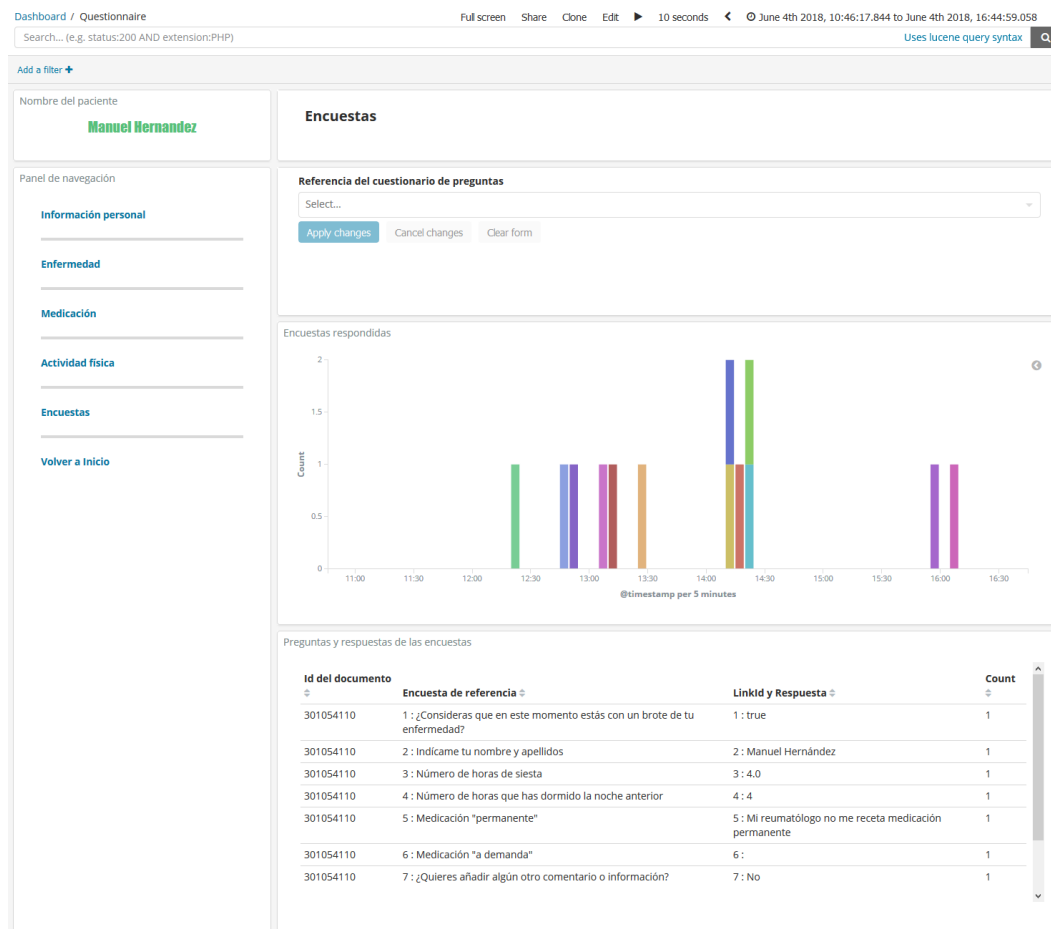 Dashboard / Questionnaire
Full screen Share Clone Edit 10 seconds June 4th 2018, 10:46:17.844 to June 4th 2018, 16:44:59.058
Search... (e.g. status:200 AND extension:PHP)
Uses lucene query syntax
Add a filter +
Nombre del paciente
Manuel Hernandez
Encuestas
Panel de navegación
Información personal
Enfermedad
Medicación
Actividad física
Encuestas
Volver a Inicio
Referencia del cuestionario de preguntas
Select...
Apply changes Cancel changes Clear form
Encuestas respondidas
2
1.5
1
0.5
0
Count
11:00 11:30 12:00 12:30 13:00 13:30 14:00 14:30 15:00 15:30 16:00 16:30
@timestamp per 5 minutes
Preguntas y respuestas de las encuestas
Id del documento Encuesta de referencia LinkId y Respuesta Count
301054110 1 : ¿Consideras que en este momento estás con un brote de tu 1 : true 1
enfermedad?
301054110 2 : Indícame tu nombre y apellidos 2 : Manuel Hernández 1
301054110 3 : Número de horas de siesta 3 : 4.0 1
301054110 4 : Número de horas que has dormido la noche anterior 4 : 4 1
301054110 5 : Medicación "permanente" 5 : Mi reumatólogo no me receta medicación 1
permanente
301054110 6 : Medicación "a demanda" 6 : 1
301054110 7 : ¿Quieres añadir algún otro comentario o información? 7 : No 1